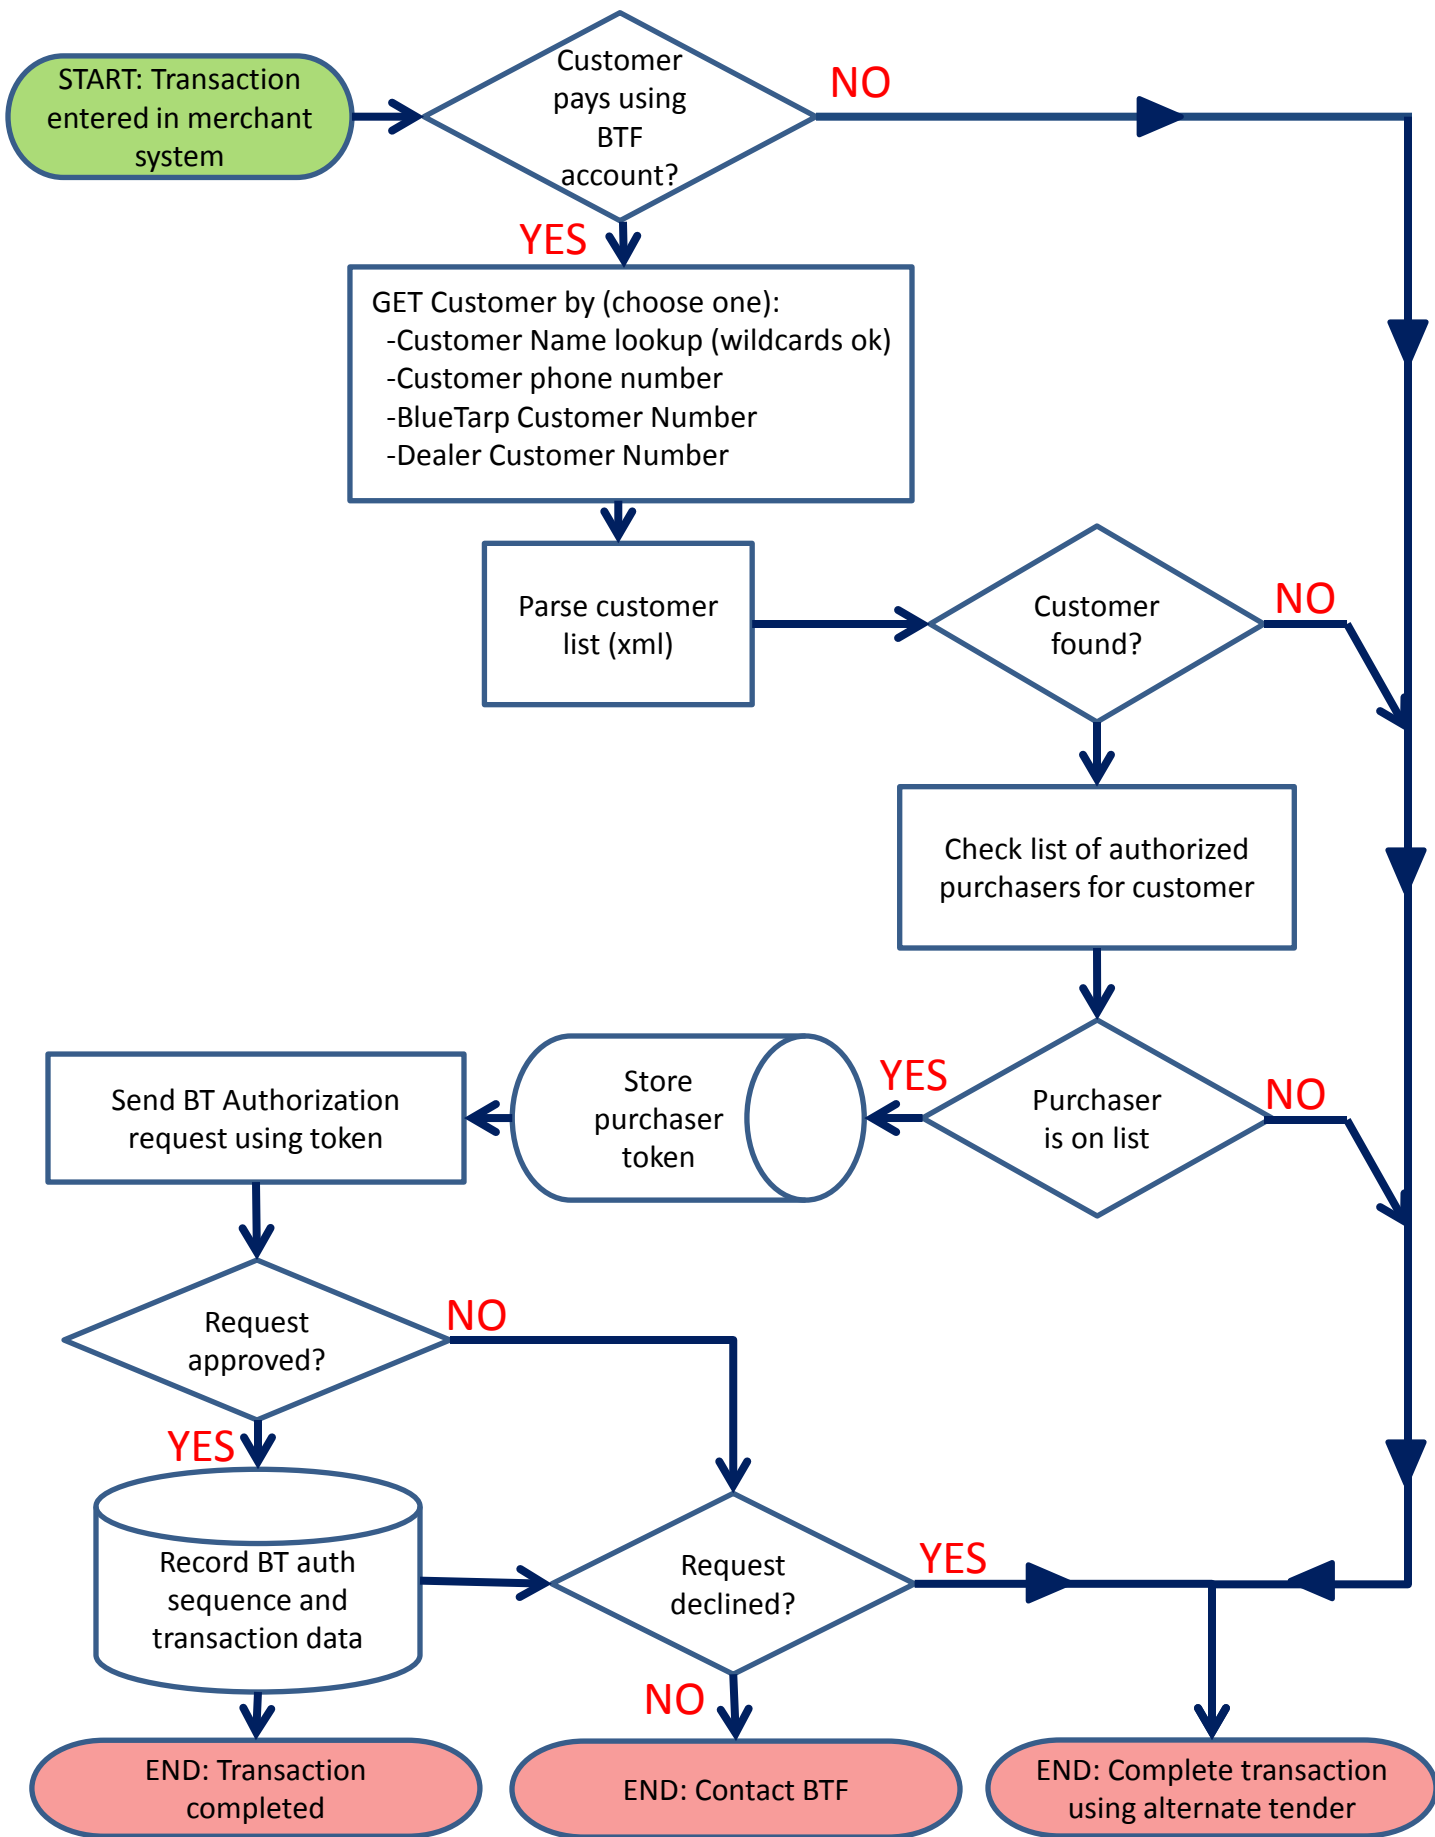 START: Transaction
entered in merchant
system
Customer
pays using
BTF
account?
NO
YES
GET Customer by (choose one):
-Customer Name lookup (wildcards ok)
-Customer phone number
-BlueTarp Customer Number
-Dealer Customer Number
Parse customer
list (xml)
Customer
found?
NO
Check list of authorized
purchasers for customer
Purchaser
is on list
NO
YES
Store
purchaser
token
Send BT Authorization
request using token
Request
approved?
NO
YES
Record BT auth
sequence and
transaction data
Request
declined?
YES
NO
END: Transaction
completed
END: Contact BTF
END: Complete transaction
using alternate tender